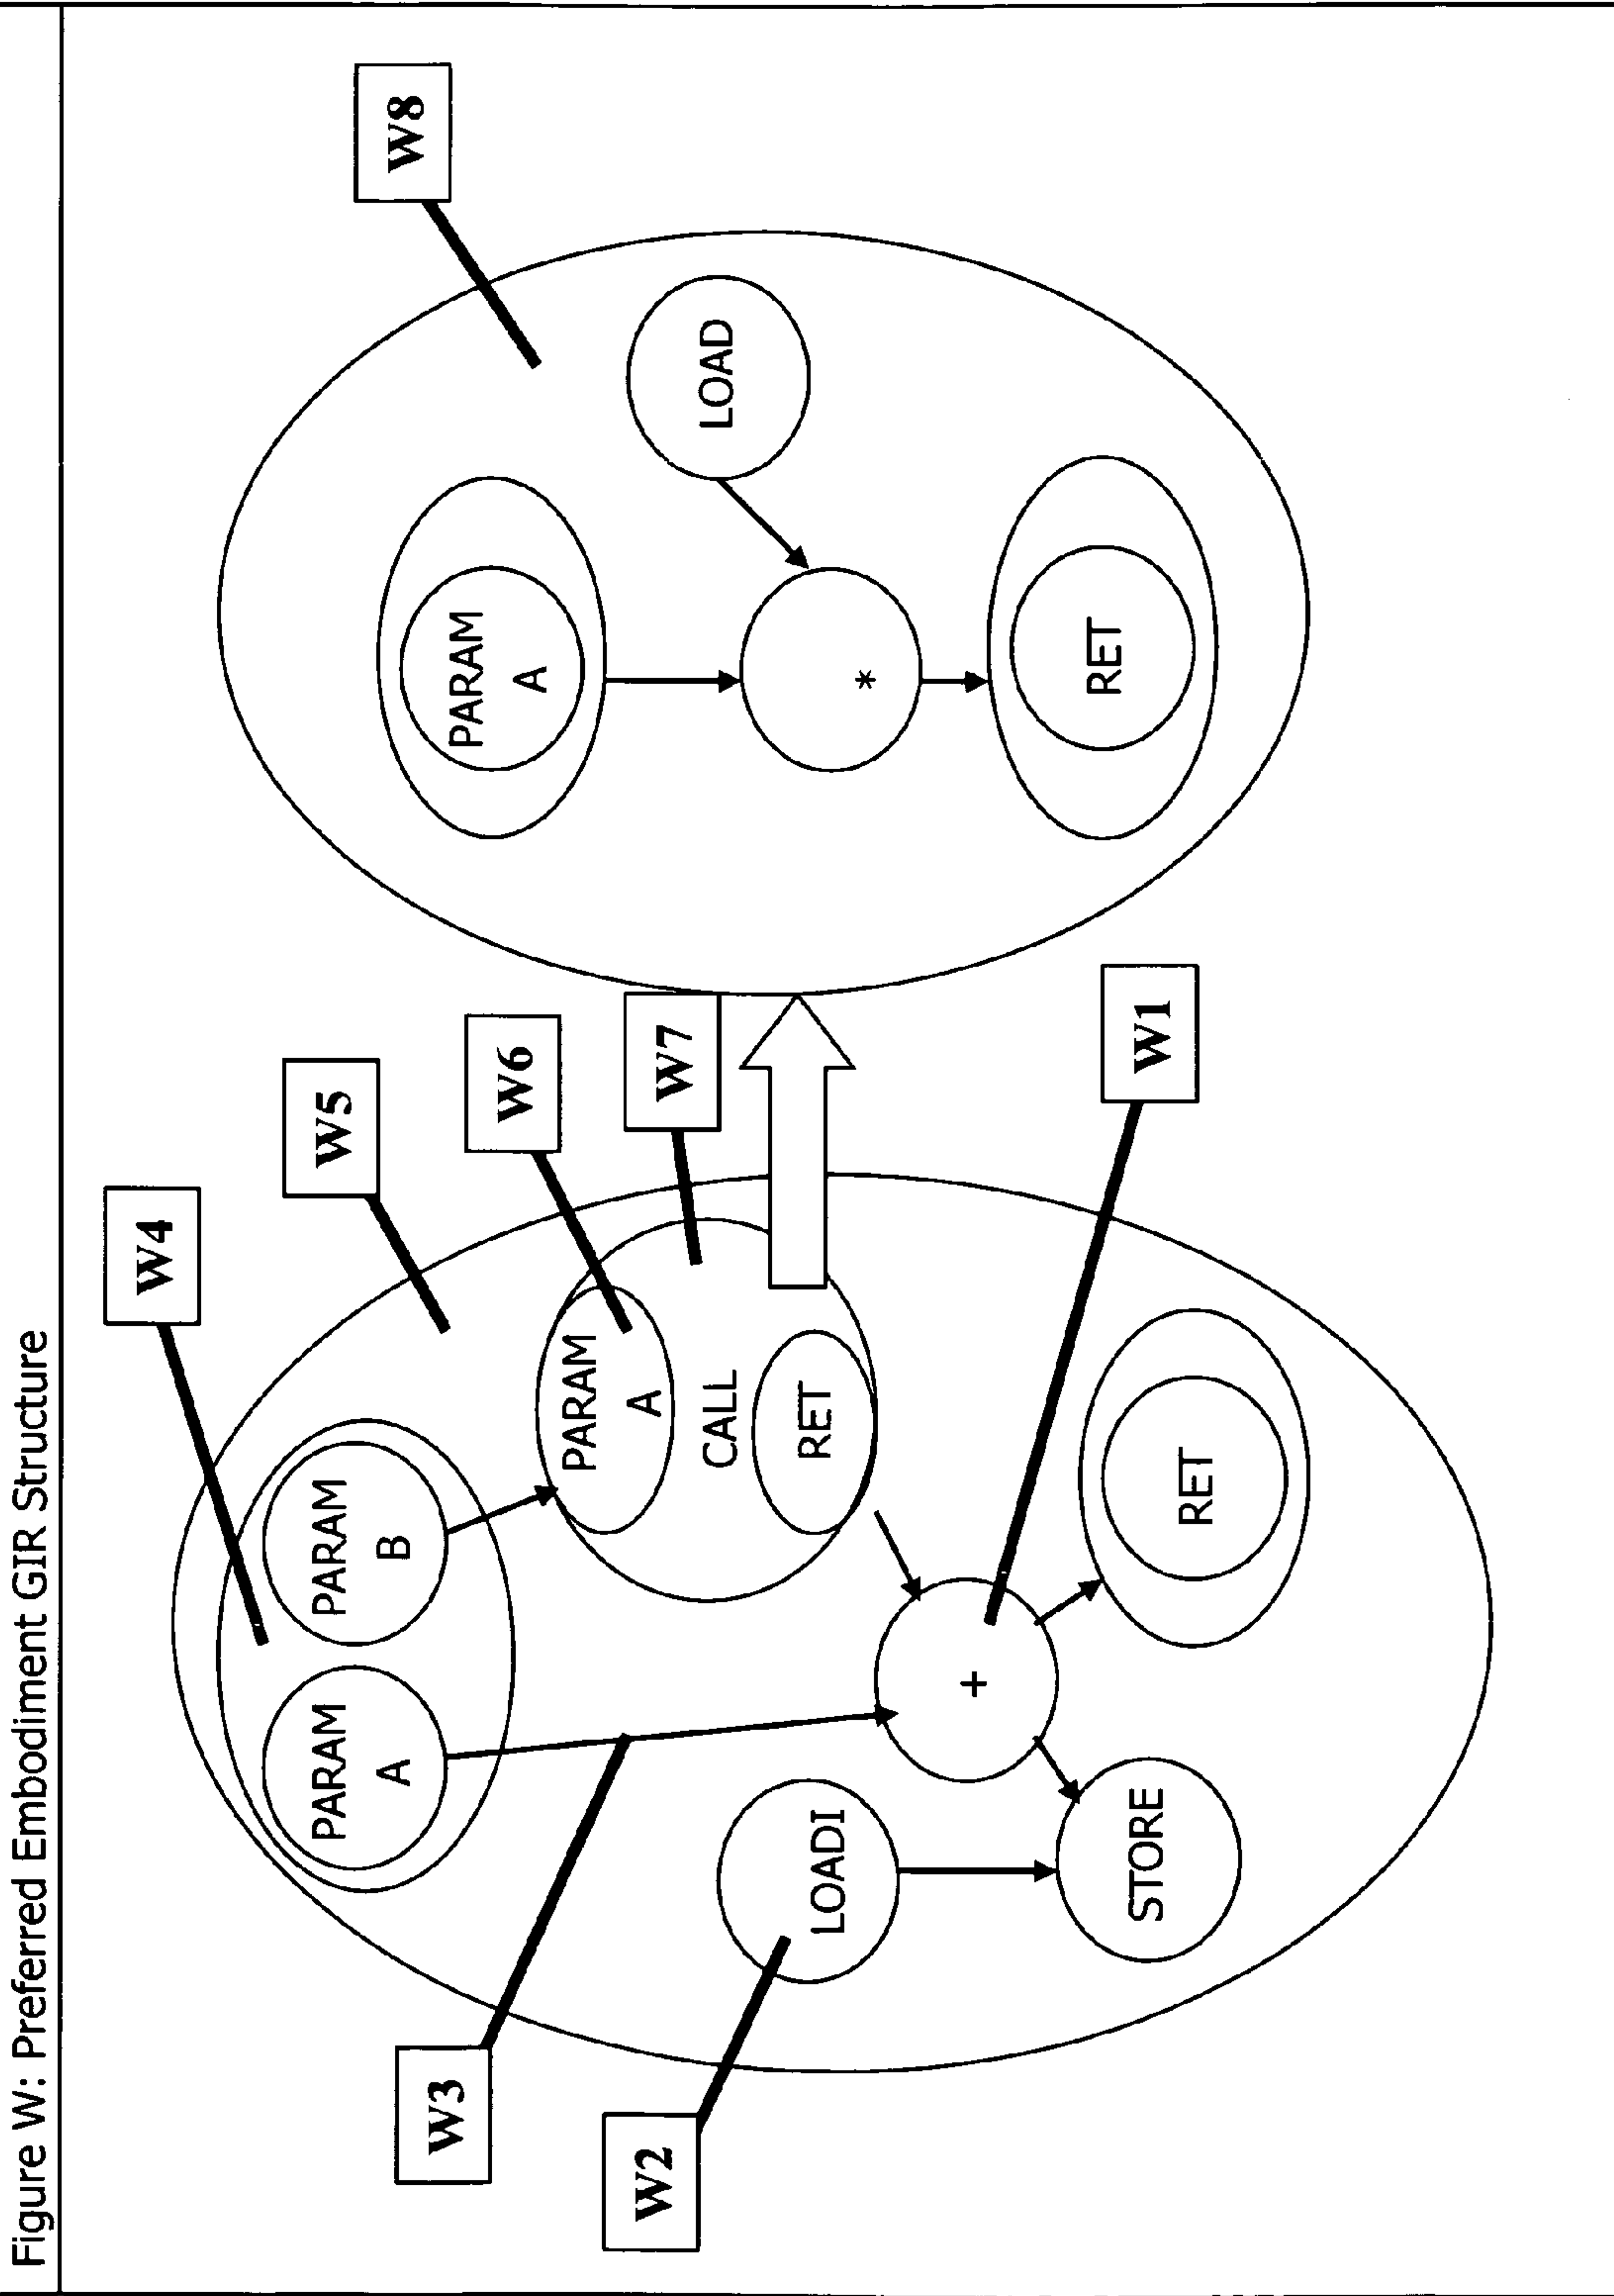 Figure W: Preferred Embodiment GIR Structure
W4
W5
W6
W7
W8
W3
W2
W1
PARAM
A
PARAM
B
PARAM
A
CALL
RET
LOADI
+
STORE
RET
PARAM
A
LOAD
*
RET